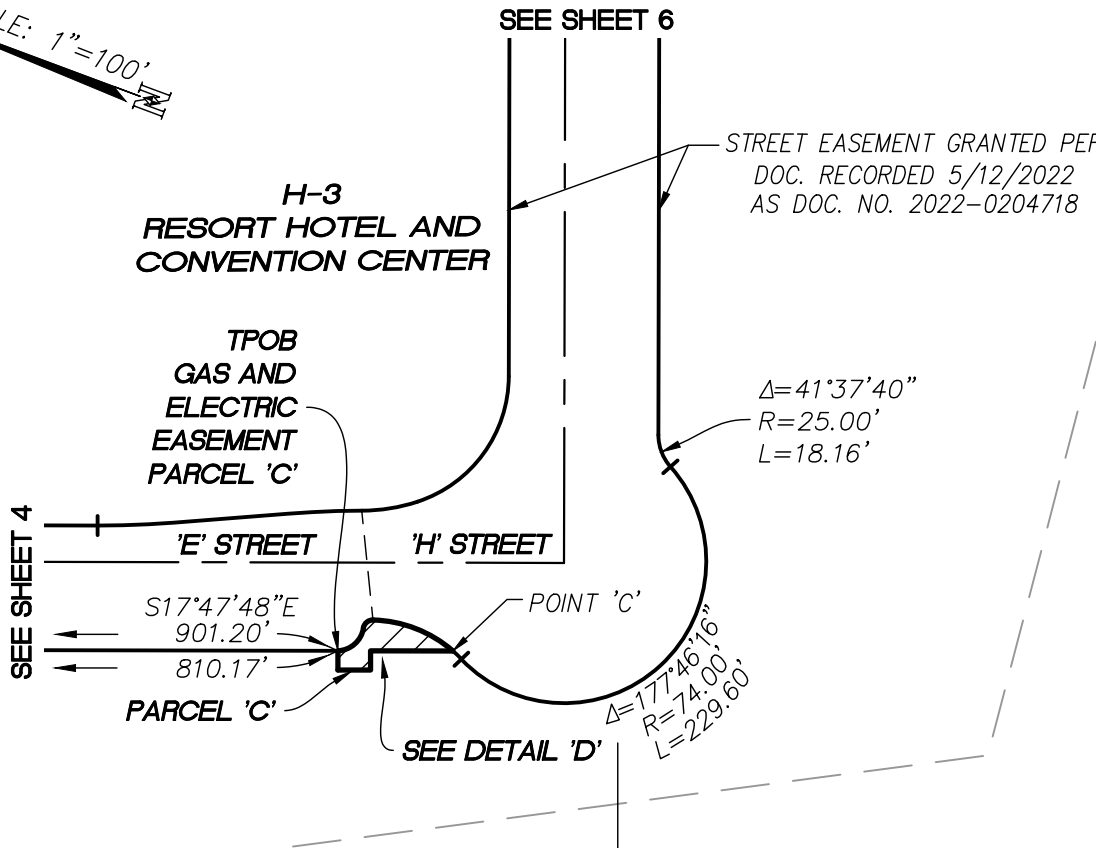 SEE SHEET 6
LE: 1"=100'
N
STREET EASEMENT GRANTED PER
DOC. RECORDED 5/12/2022
AS DOC. NO. 2022-0204718
H-3
RESORT HOTEL AND
CONVENTION CENTER
TPOB
GAS AND
ELECTRIC
EASEMENT
PARCEL 'C'
Δ=41°37'40"
R=25.00'
L=18.16'
SEE SHEET 4
'E' STREET
'H' STREET
S17°47'48"E
901.20'
810.17'
POINT 'C'
PARCEL 'C'
SEE DETAIL 'D'
Δ=177°46'16"
R=74.00'
L=229.60'